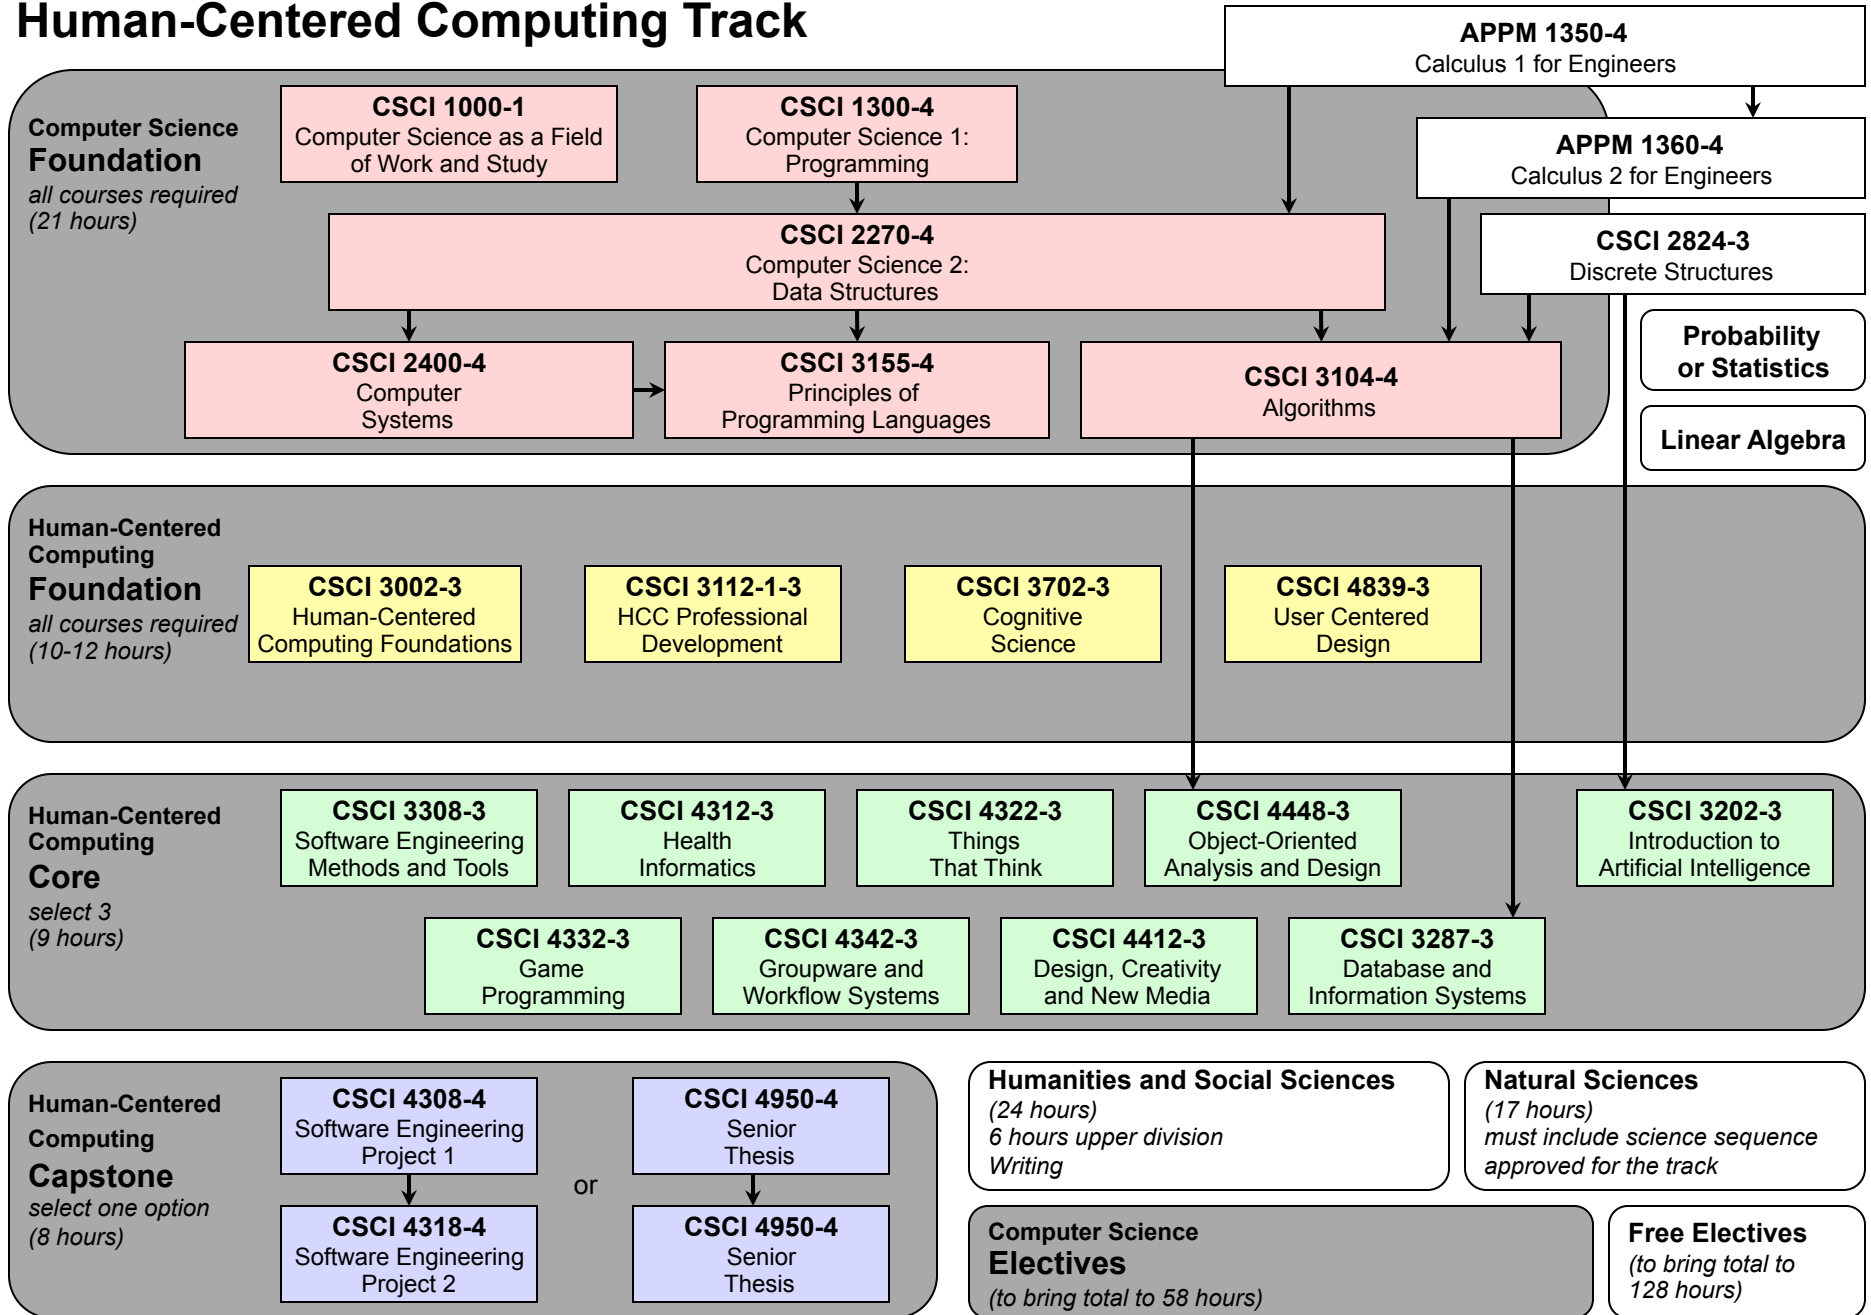 Human-Centered Computing Track
APPM 1350-4
Calculus 1 for Engineers
Computer Science
Foundation
all courses required
(21 hours)
CSCI 1000-1
Computer Science as a Field
of Work and Study
CSCI 1300-4
Computer Science 1:
Programming
APPM 1360-4
Calculus 2 for Engineers
CSCI 2270-4
Computer Science 2:
Data Structures
CSCI 2824-3
Discrete Structures
Probability
or Statistics
CSCI 2400-4
Computer
Systems
CSCI 3155-4
Principles of
Programming Languages
CSCI 3104-4
Algorithms
Linear Algebra
Human-Centered
Computing
Foundation
all courses required
(10-12 hours)
CSCI 3002-3
Human-Centered
Computing Foundations
CSCI 3112-1-3
HCC Professional
Development
CSCI 3702-3
Cognitive
Science
CSCI 4839-3
User Centered
Design
Human-Centered
Computing
Core
select 3
(9 hours)
CSCI 3308-3
Software Engineering
Methods and Tools
CSCI 4312-3
Health
Informatics
CSCI 4322-3
Things
That Think
CSCI 4448-3
Object-Oriented
Analysis and Design
CSCI 3202-3
Introduction to
Artificial Intelligence
CSCI 4332-3
Game
Programming
CSCI 4342-3
Groupware and
Workflow Systems
CSCI 4412-3
Design, Creativity
and New Media
CSCI 3287-3
Database and
Information Systems
Human-Centered
Computing
Capstone
select one option
(8 hours)
CSCI 4308-4
Software Engineering
Project 1
or
CSCI 4950-4
Senior
Thesis
CSCI 4318-4
Software Engineering
Project 2
CSCI 4950-4
Senior
Thesis
Humanities and Social Sciences
(24 hours)
6 hours upper division
Writing
Natural Sciences
(17 hours)
must include science sequence
approved for the track
Computer Science
Electives
(to bring total to 58 hours)
Free Electives
(to bring total to
128 hours)